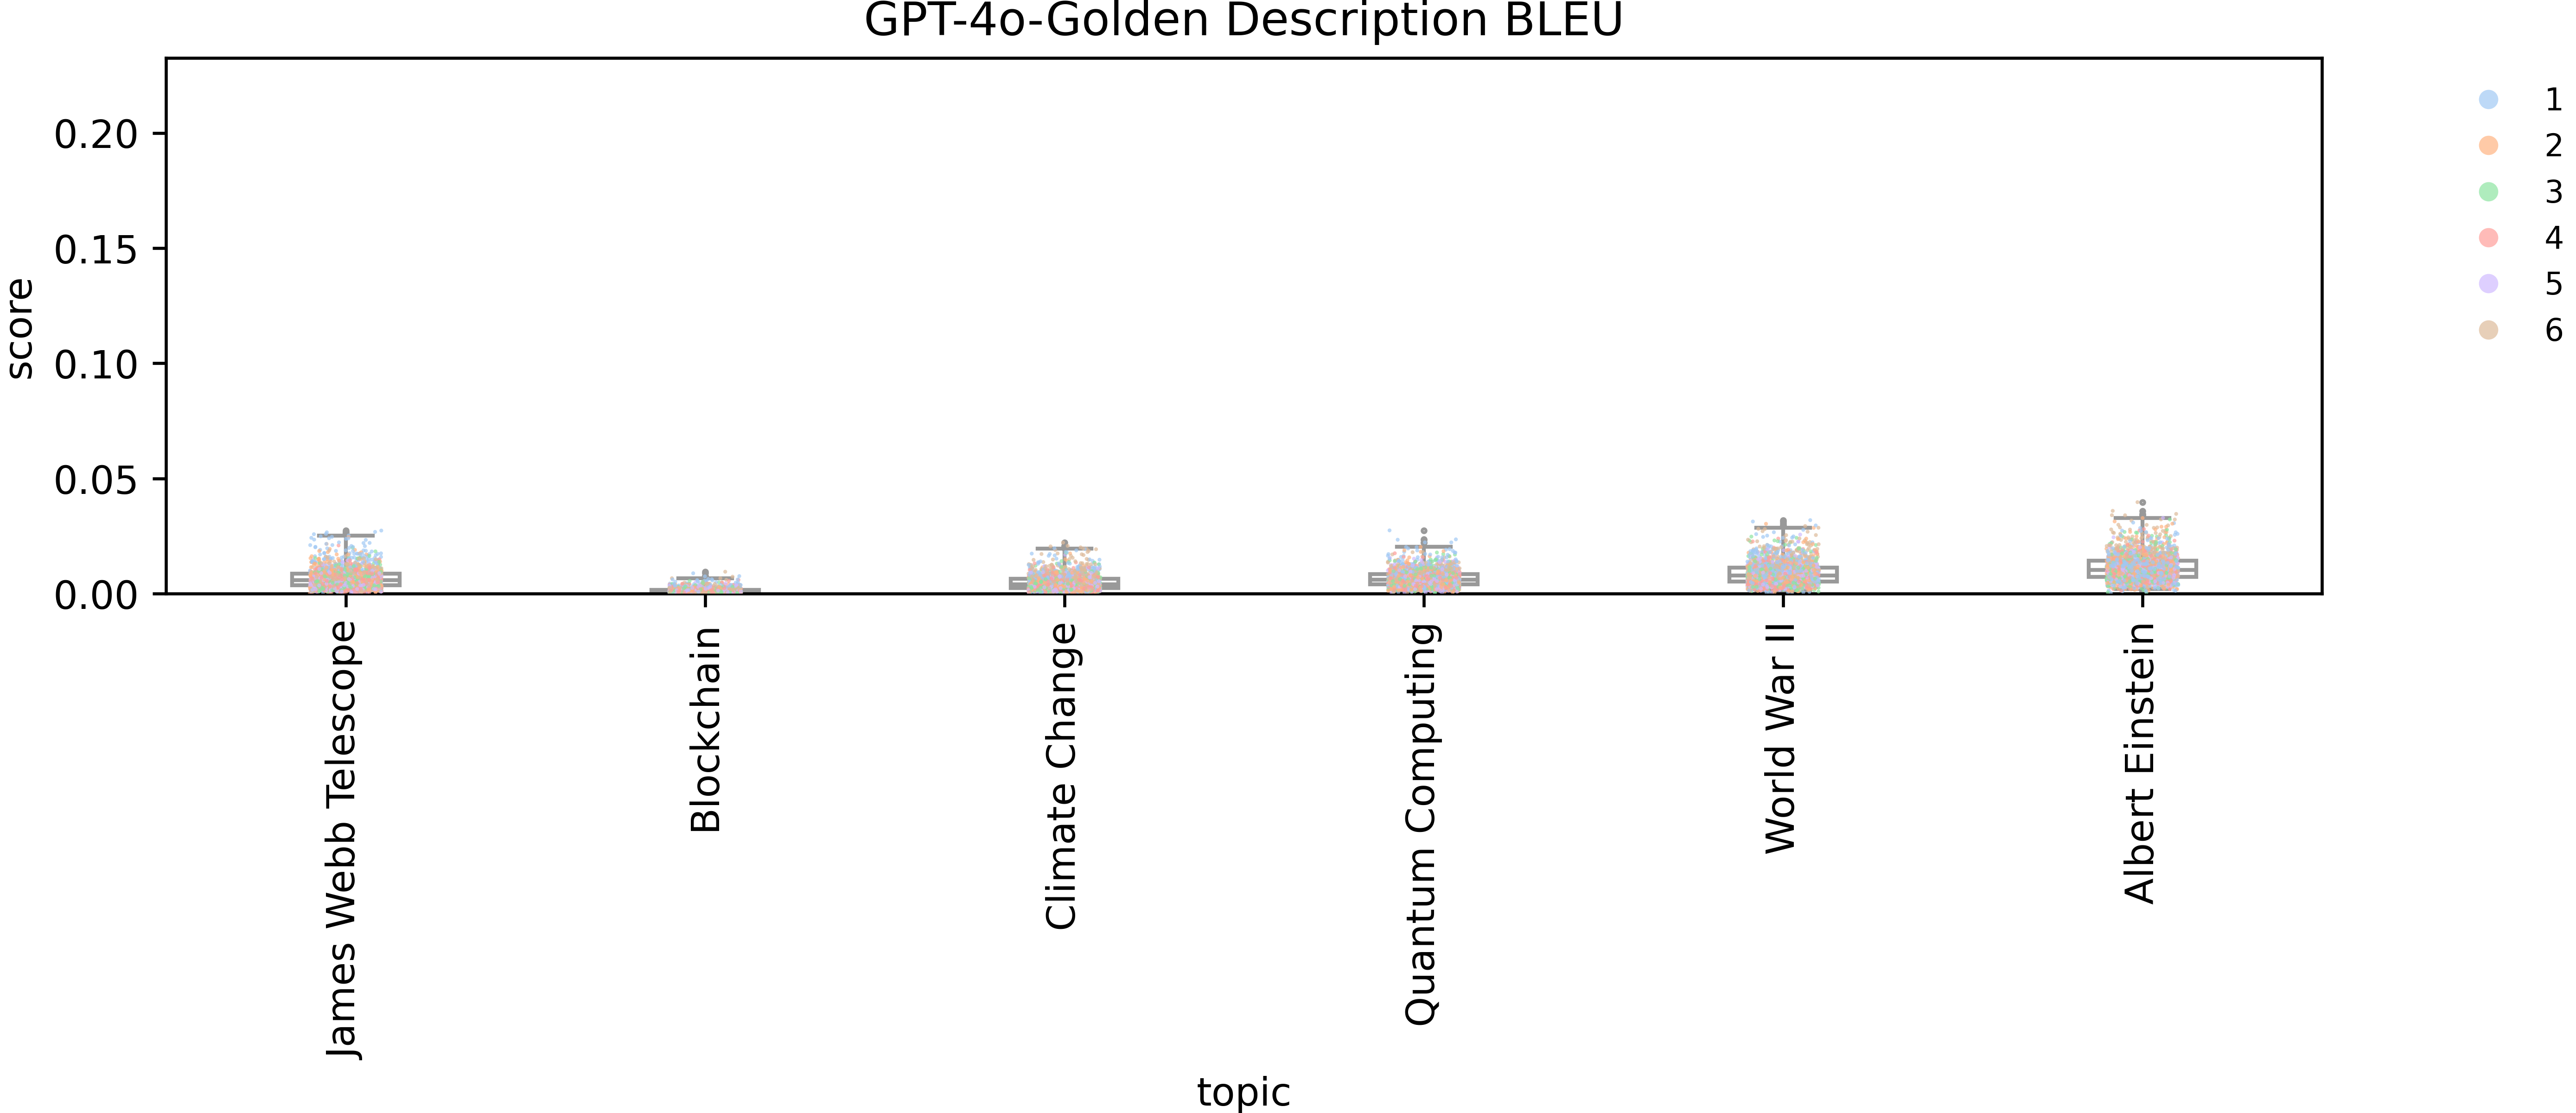 GPT-4o-Golden Description BLEU
score
0.20
0.15
0.10
0.05
0.00
James Webb Telescope
Blockchain
Climate Change
Quantum Computing
World War II
Albert Einstein
topic
1
2
3
4
5
6